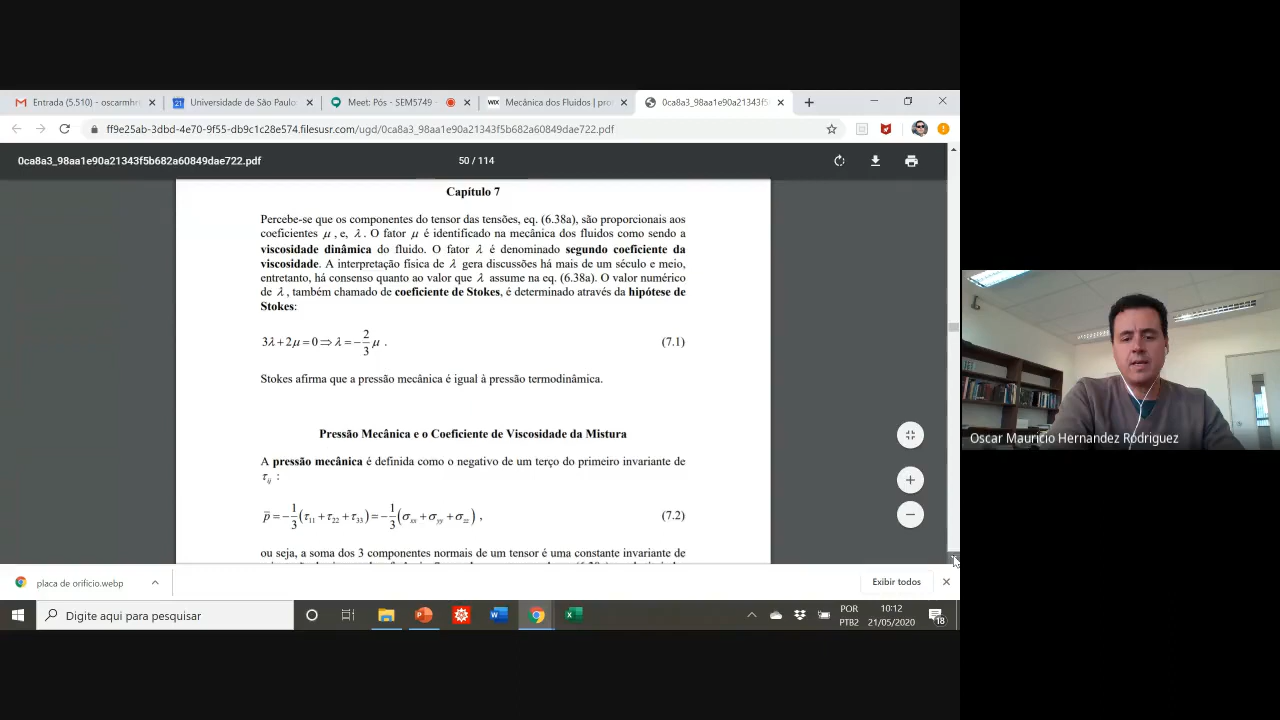 Entrada (5.510) - oscarmhr
Universidade de São Paulo
Meet: Pós - SEM5749 -
WIX Mecânica dos Fluidos | pro
0ca8a3_98aa1e90a21343f5
ff9e25ab-3dbd-4e70-9f65-db9c1c28e574.filesusr.com/ugd/0ca8a3_98aa1e90a21343f5b682a60849dae722.pdf
0ca8a3_98aa1e90a21343f5b682a60849dae722.pdf
50 / 114
Capítulo 7
Percebe-se que os componentes do tensor das tensões, eq. (6.38a), são proporcionais aos
coeficientes μ , e, λ. O fator μ é identificado na mecânica dos fluidos como sendo a
viscosidade dinâmica do fluido. O fator λ é denominado segundo coeficiente da
viscosidade. A interpretação física de λ gera discussões há mais de um século e meio,
entretanto, há consenso quanto ao valor que λ assume na eq. (6.38a). O valor numérico
de λ, também chamado de coeficiente de Stokes, é determinado através da hipótese de
Stokes:
3λ+2μ=0⇒λ=-2/3 μ . (7.1)
Stokes afirma que a pressão mecânica é igual à pressão termodinâmica.
Pressão Mecânica e o Coeficiente de Viscosidade da Mistura
A pressão mecânica é definida como o negativo de um terço do primeiro invariante de
τij :
p̄=-1/3(τ11+τ22+τ33)=-1/3(σxx+σyy+σzz) , (7.2)
ou seja, a soma dos 3 componentes normais de um tensor é uma constante invariante de
Oscar Mauricio Hernandez Rodriguez
placa de orificio.webp
Exibir todos
Digite aqui para pesquisar
POR
PTB2
10:12
21/05/2020
18